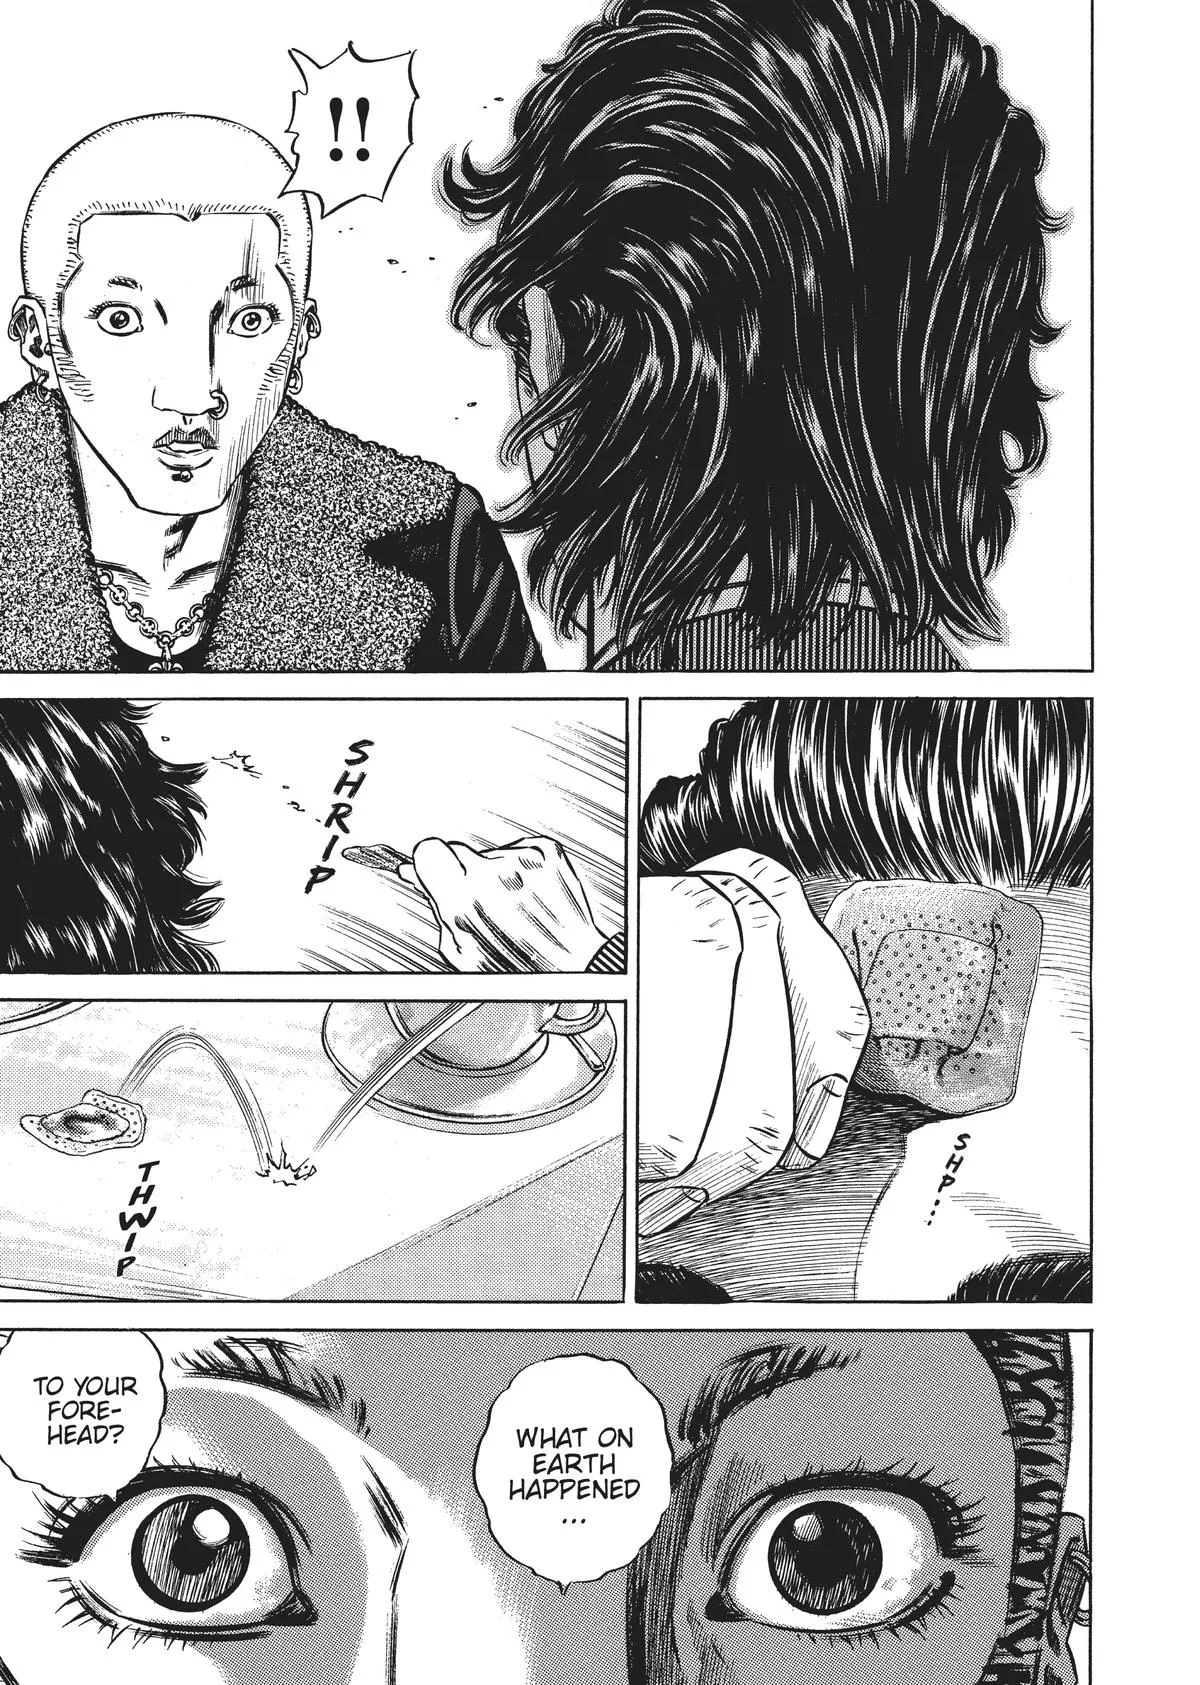 !!
SHP...
SHRIP
THWIP
WHAT ON
EARTH
HAPPENED
...
TO YOUR
FORE-
HEAD?